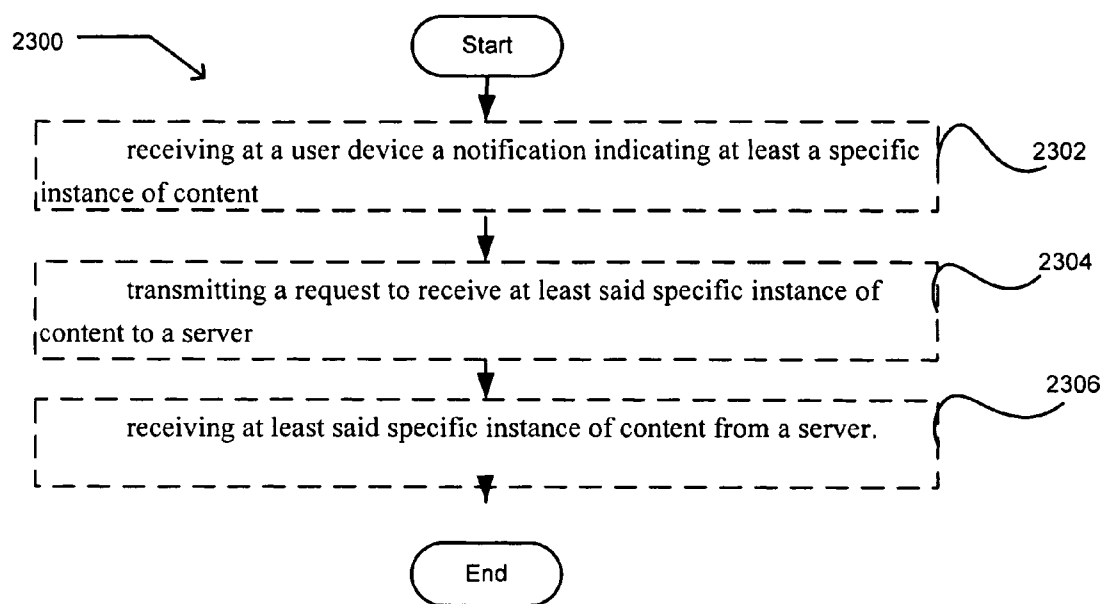 2300
Start
receiving at a user device a notification indicating at least a specific
instance of content
2302
transmitting a request to receive at least said specific instance of
content to a server
2304
receiving at least said specific instance of content from a server.
2306
End